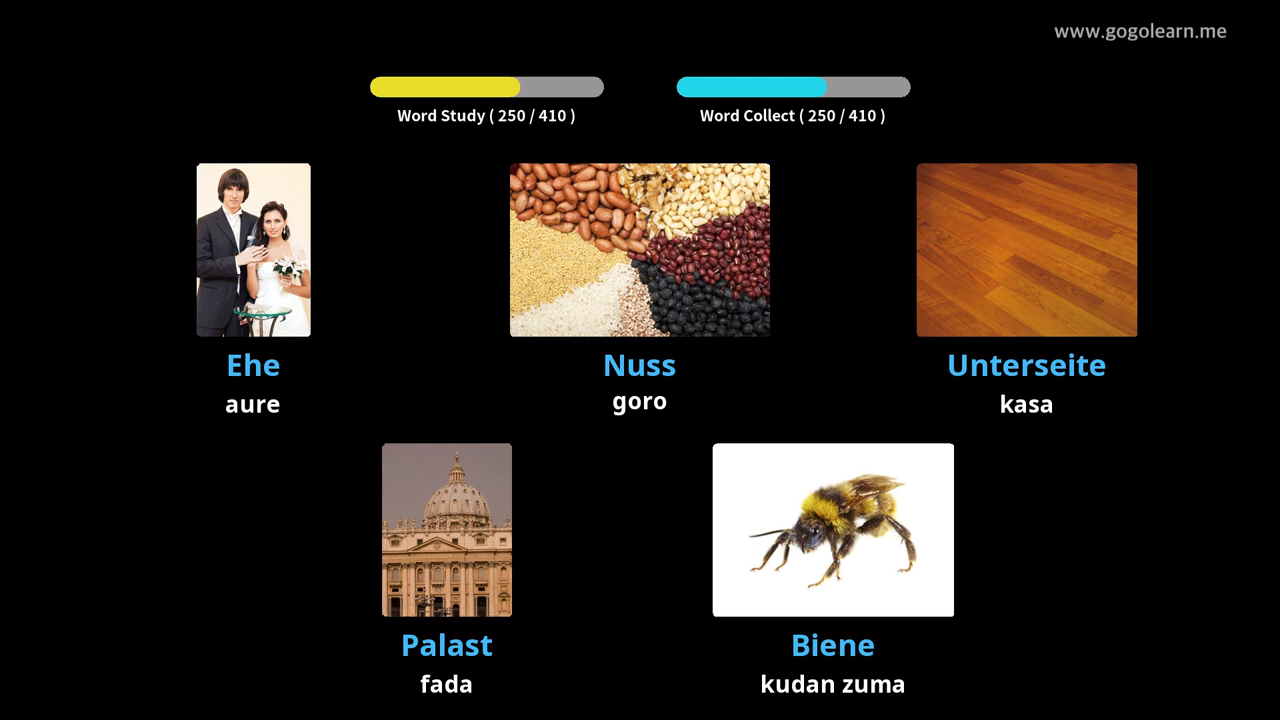 www.gogolearn.me
Word Study ( 250 / 410 )
Word Collect ( 250 / 410 )
Ehe
aure
Nuss
goro
Unterseite
kasa
Palast
fada
Biene
kudan zuma